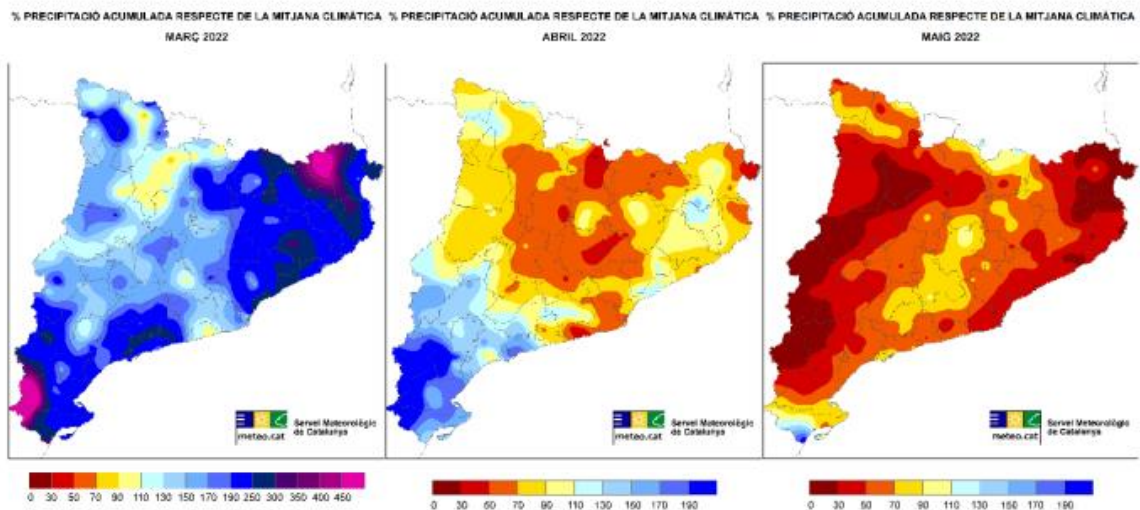 % PRECIPITACIÓ ACUMULADA RESPECTE DE LA MITJANA CLIMÀTICA
MARÇ 2022
% PRECIPITACIÓ ACUMULADA RESPECTE DE LA MITJANA CLIMÀTICA
ABRIL 2022
% PRECIPITACIÓ ACUMULADA RESPECTE DE LA MITJANA CLIMÀTICA
MAIG 2022
meteo.cat
Servei Meteorològic
de Catalunya
meteo.cat
Servei Meteorològic
de Catalunya
meteo.cat
Servei Meteorològic
de Catalunya
0 30 50 70 90 110 130 150 170 190 250 300 350 400 450
0 30 50 70 90 110 130 150 170 190
0 30 50 70 90 110 130 150 170 190